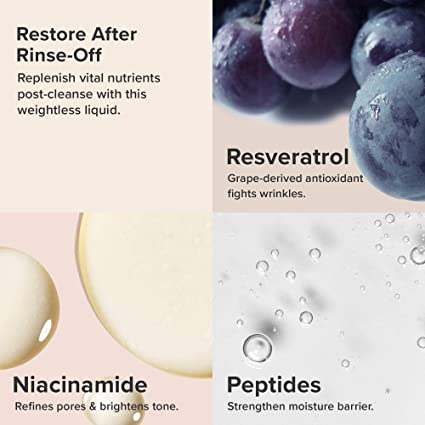 Restore After
Rinse-Off
Replenish vital nutrients
post-cleanse with this
weightless liquid.
Resveratrol
Grape-derived antioxidant
fights wrinkles.
Niacinamide
Refines pores & brightens tone.
Peptides
Strengthen moisture barrier.